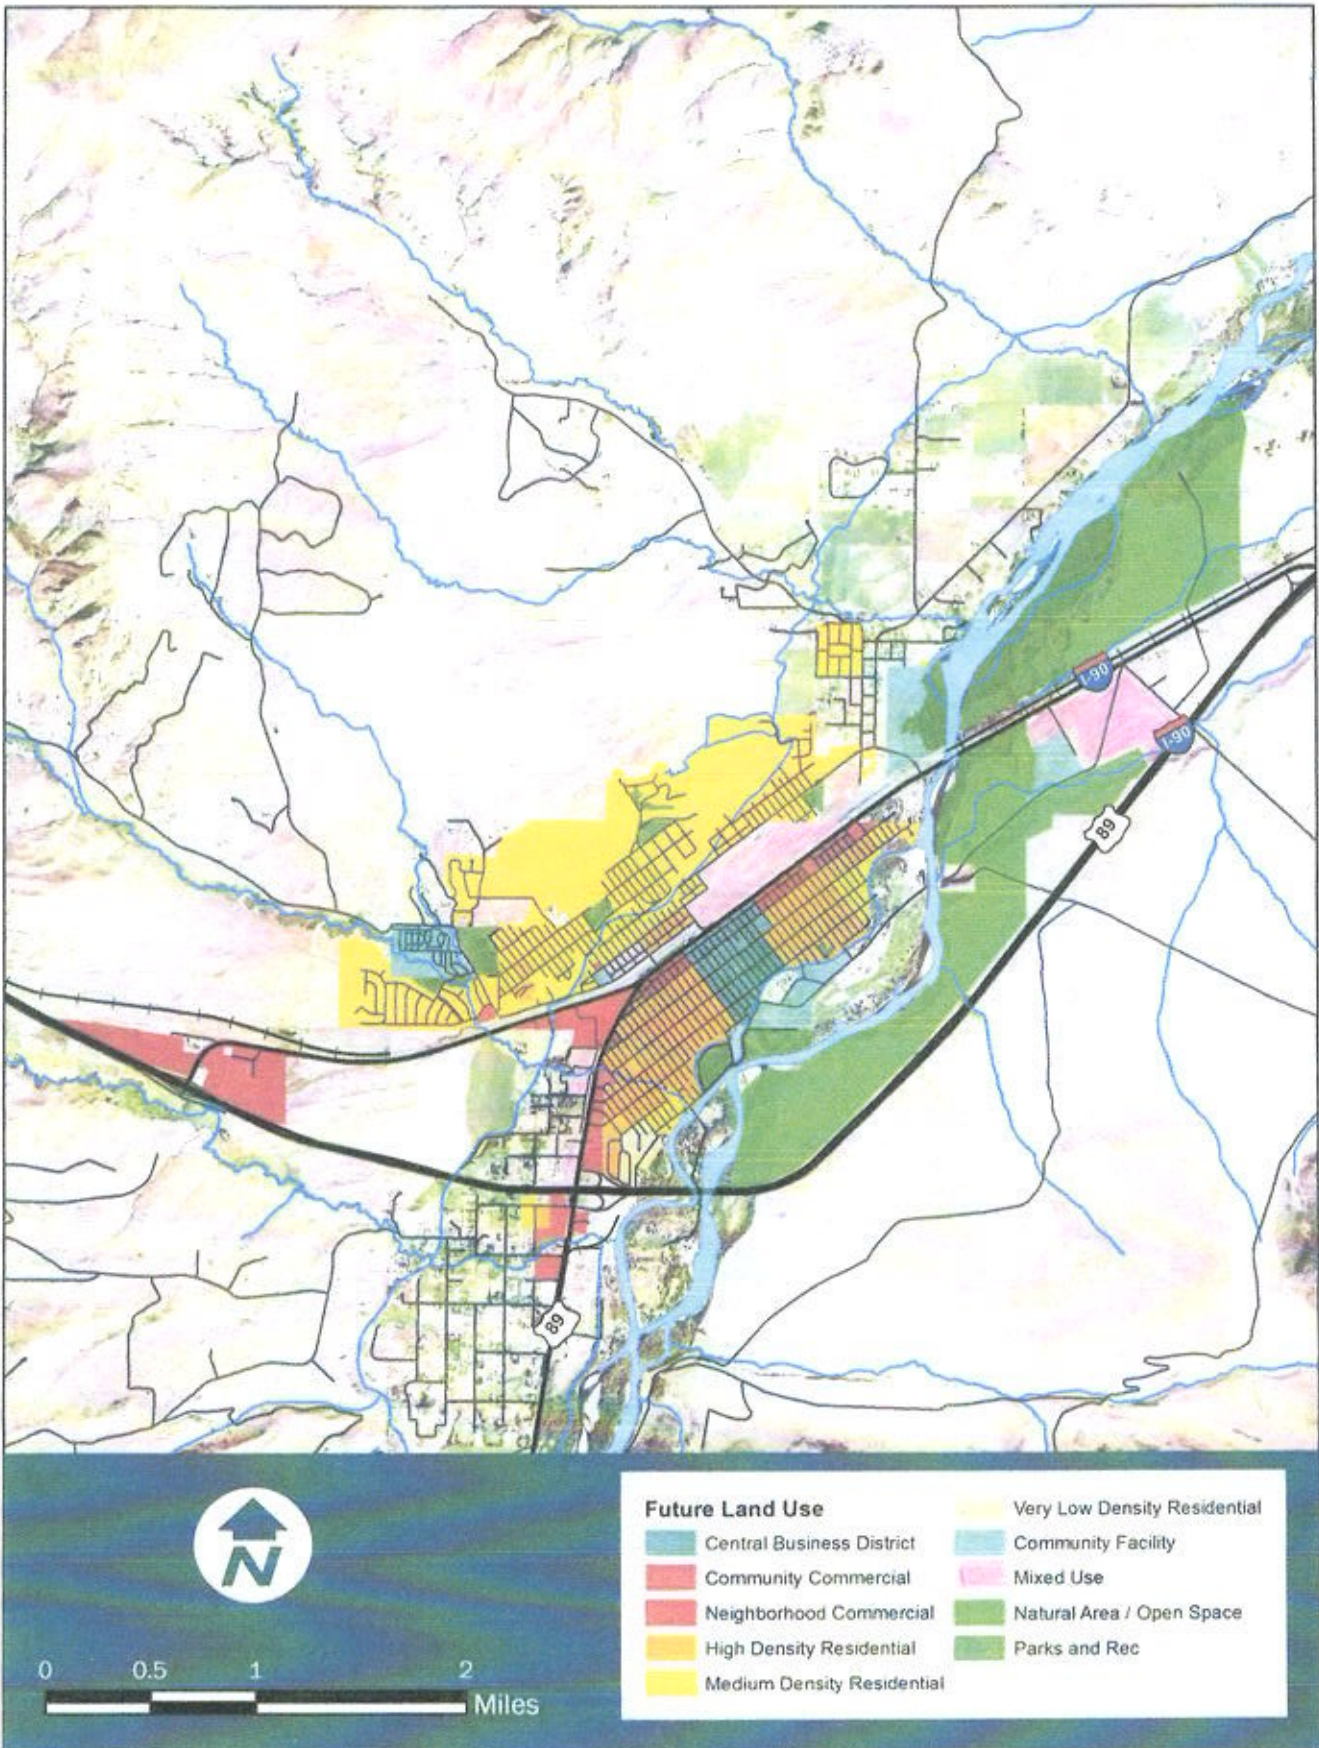 I-90
I-90
89
89
N
0 0.5 1 2
Miles
Future Land Use
Central Business District
Community Commercial
Neighborhood Commercial
High Density Residential
Medium Density Residential
Very Low Density Residential
Community Facility
Mixed Use
Natural Area / Open Space
Parks and Rec